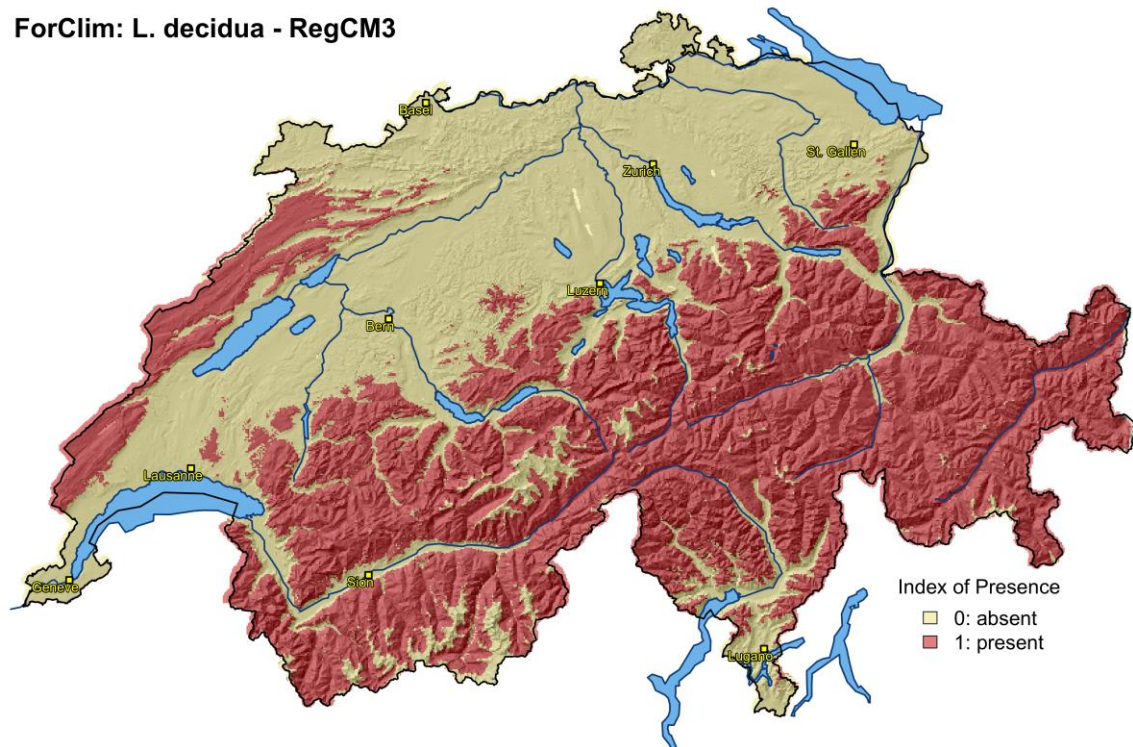 ForClim: L. decidua - RegCM3
Basel
St. Gallen
Zurich
Luzern
Bern
Lausanne
Sion
Geneve
Index of Presence
0: absent
1: present
Lugano